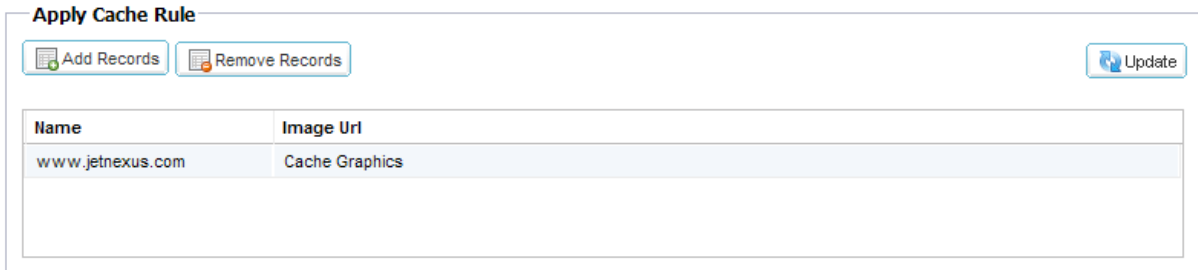 Apply Cache Rule
Add Records Remove Records Update
Name Image Url
www.jetnexus.com Cache Graphics